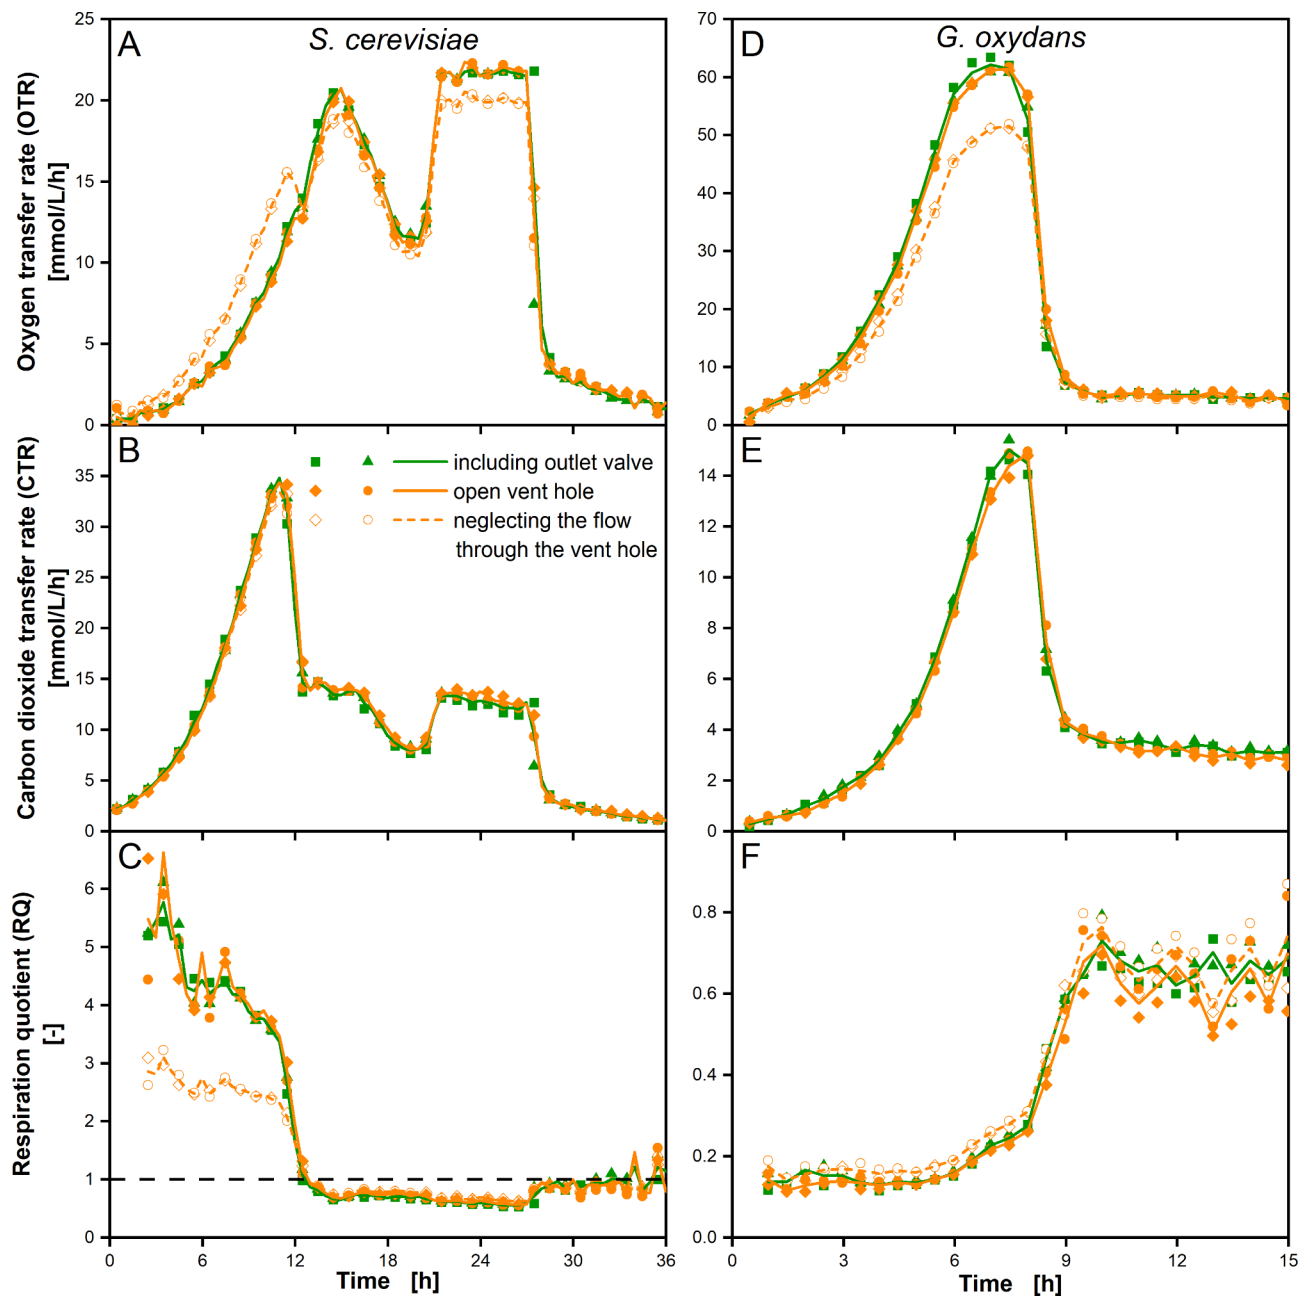 A
S. cerevisiae
Oxygen transfer rate (OTR)
[mmol/L/h]
25
20
15
10
5
0
D
G. oxydans
70
60
50
40
30
20
10
0
B
including outlet valve
open vent hole
neglecting the flow
through the vent hole
Carbon dioxide transfer rate (CTR)
[mmol/L/h]
35
30
25
20
15
10
5
0
E
14
12
10
8
6
4
2
0
C
Respiration quotient (RQ)
[-]
6
5
4
3
2
1
0
0
6
12
18
24
30
36
Time [h]
F
0.8
0.6
0.4
0.2
0.0
0
3
6
9
12
15
Time [h]